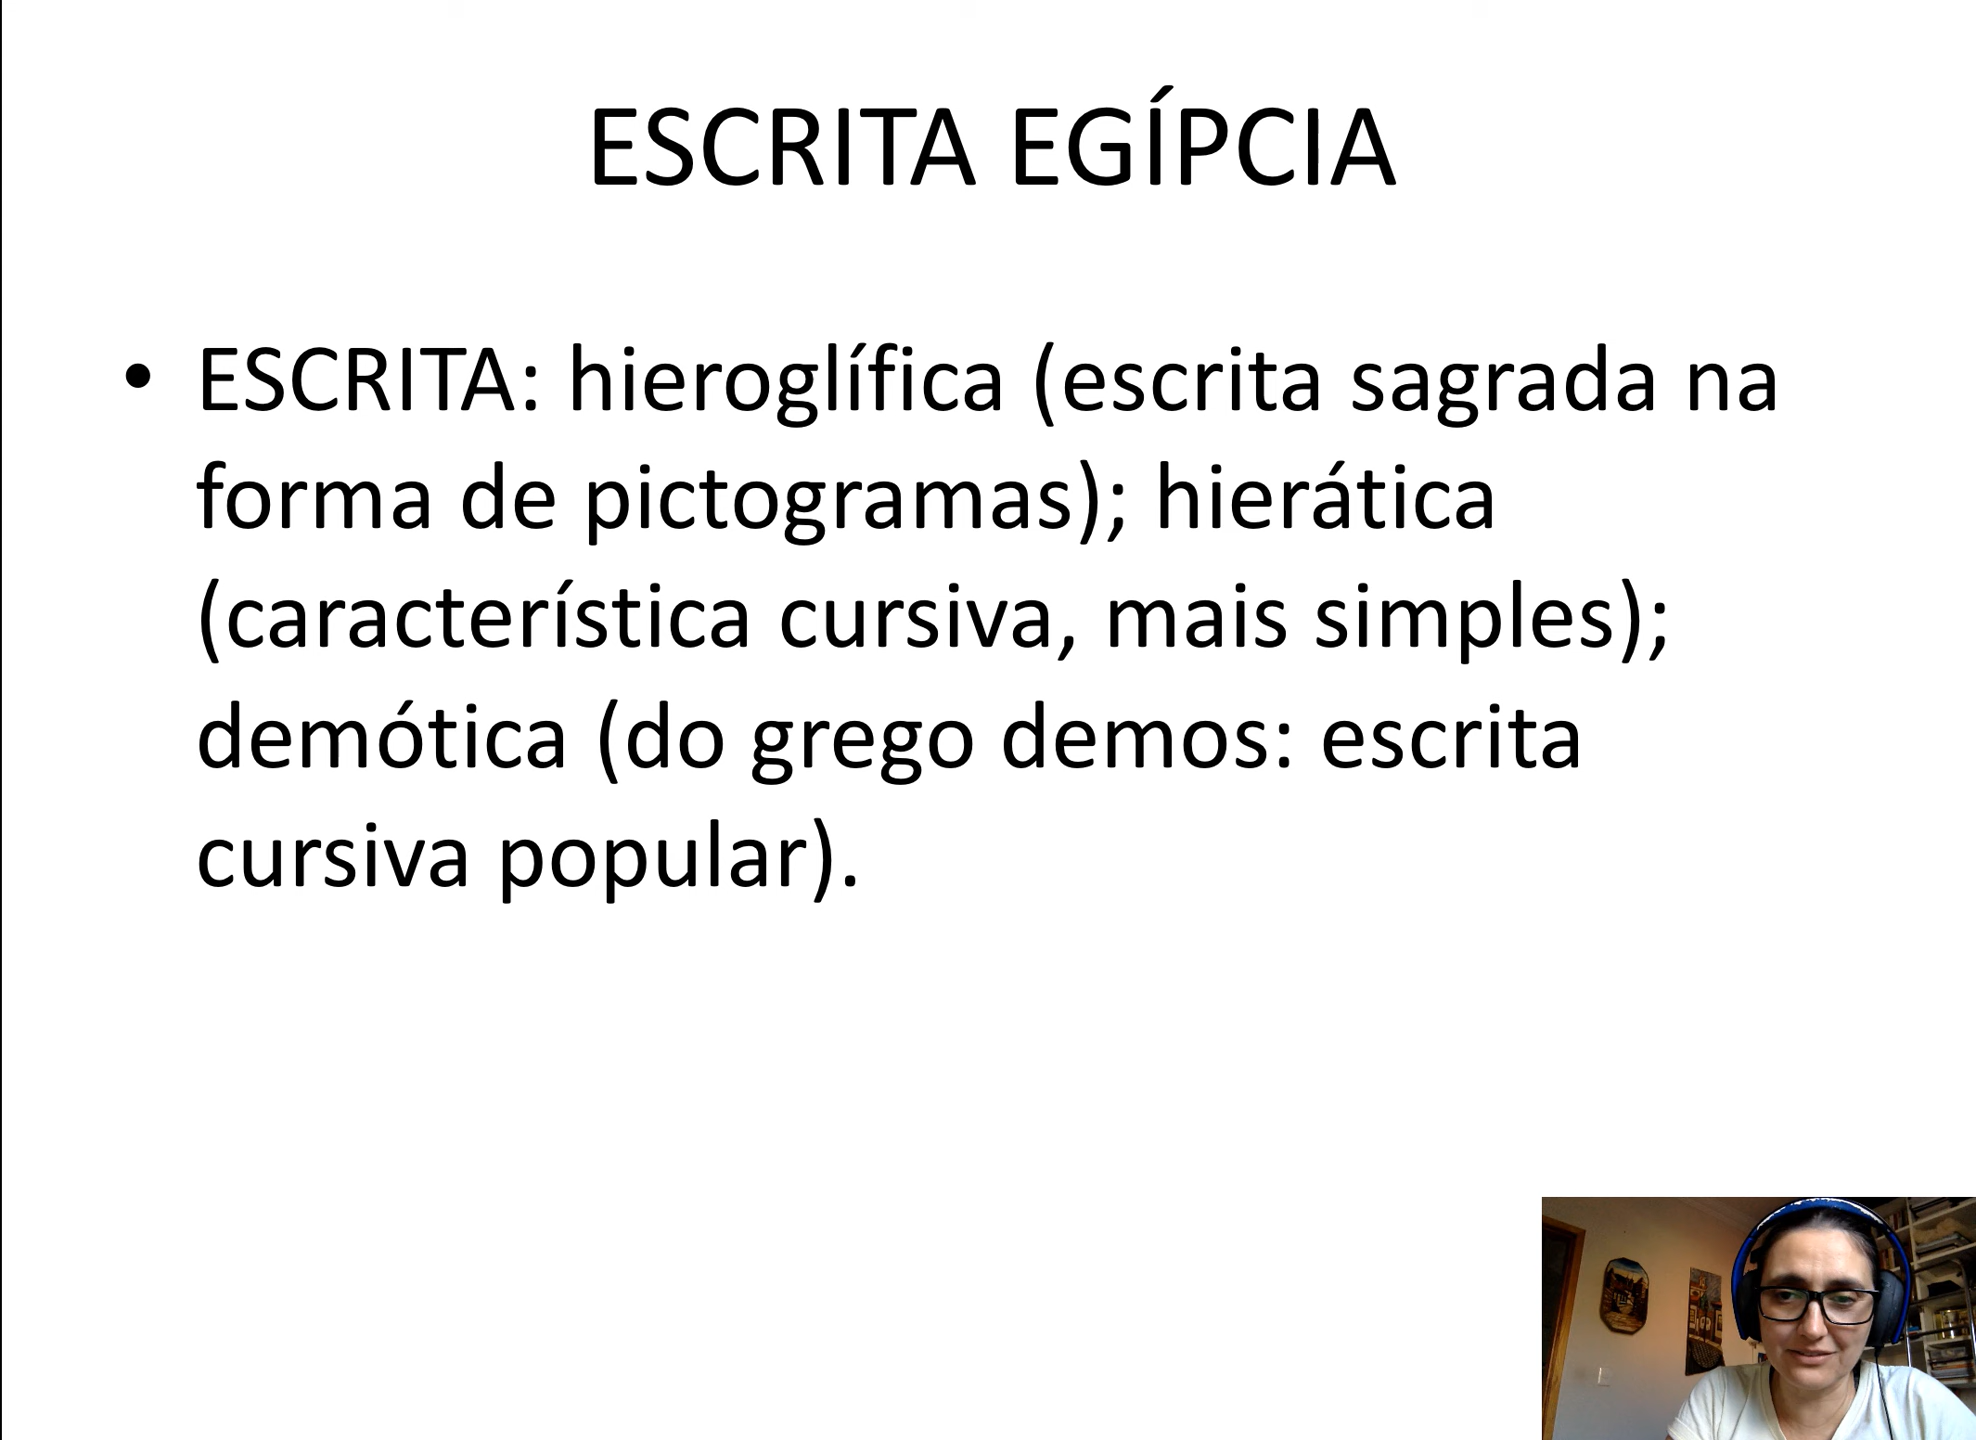 ESCRITA EGÍPCIA
• ESCRITA: hieroglífica (escrita sagrada na
forma de pictogramas); hierática
(característica cursiva, mais simples);
demótica (do grego demos: escrita
cursiva popular).